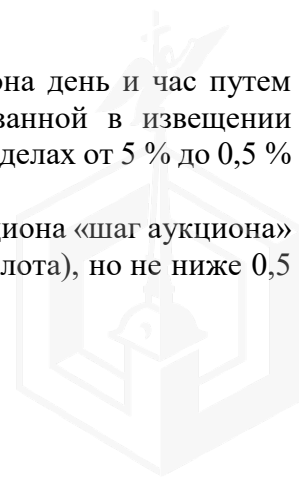 она день и час путем
ванной в извещении
делах от 5 % до 0,5 %
циона «шаг аукциона»
лота), но не ниже 0,5